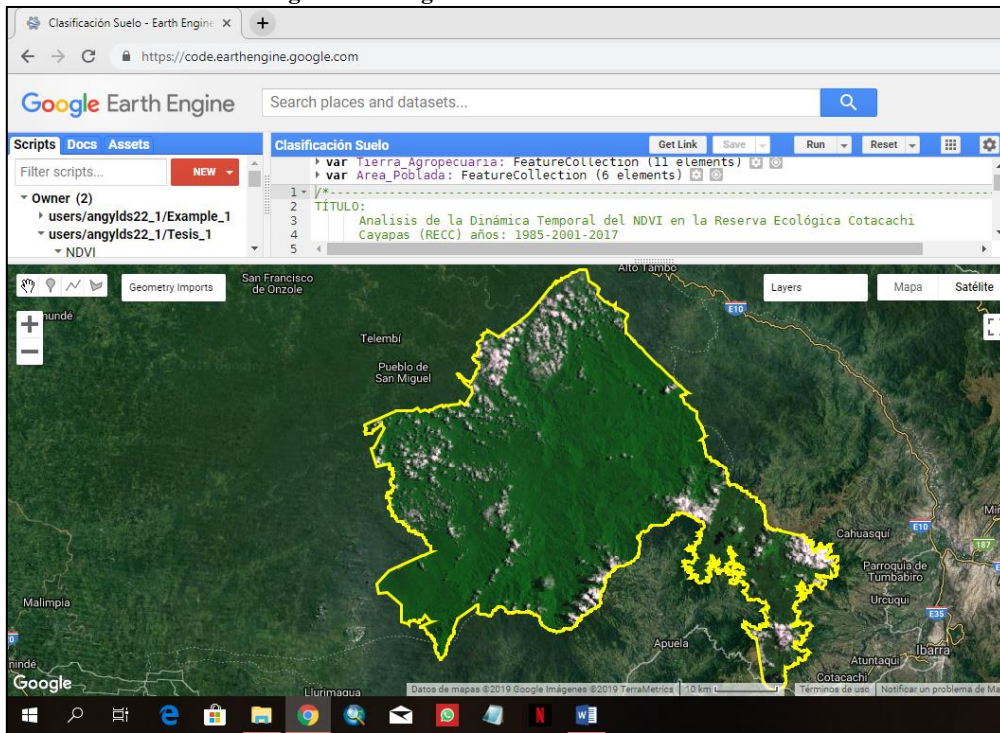 Clasificación Suelo - Earth Engine
https://code.earthengine.google.com
Google Earth Engine
Search places and datasets...
Scripts Docs Assets
Clasificación Suelo
Get Link Save Run Reset
Filter scripts...
NEW
Owner (2)
users/angylds22_1/Example_1
users/angylds22_1/Tesis_1
NDVI
var Tierra_Agropecuaria: FeatureCollection (11 elements)
var Area_Poblada: FeatureCollection (6 elements)
1 /*
2 TÍTULO:
3 Analisis de la Dinámica Temporal del NDVI en la Reserva Ecológica Cotacachi
4 Cayapas (RECC) años: 1985-2001-2017
5
Geometry Imports
Layers
Mapa
Satélite
San Francisco
de Onzole
Alto Tambo
E10
Telembí
Pueblo de
San Miguel
Cahuasquí
E10
187
Parroquia de
Tumbabiro
Urcuqui
E35
Malimpia
Apuela
Ibarra
Atuntaqui
Cotacachi
Llurimagua
Google
Datos de mapas ©2019 Google Imágenes ©2019 TerraMetrics
10 km
Términos de uso
Notificar un problema de